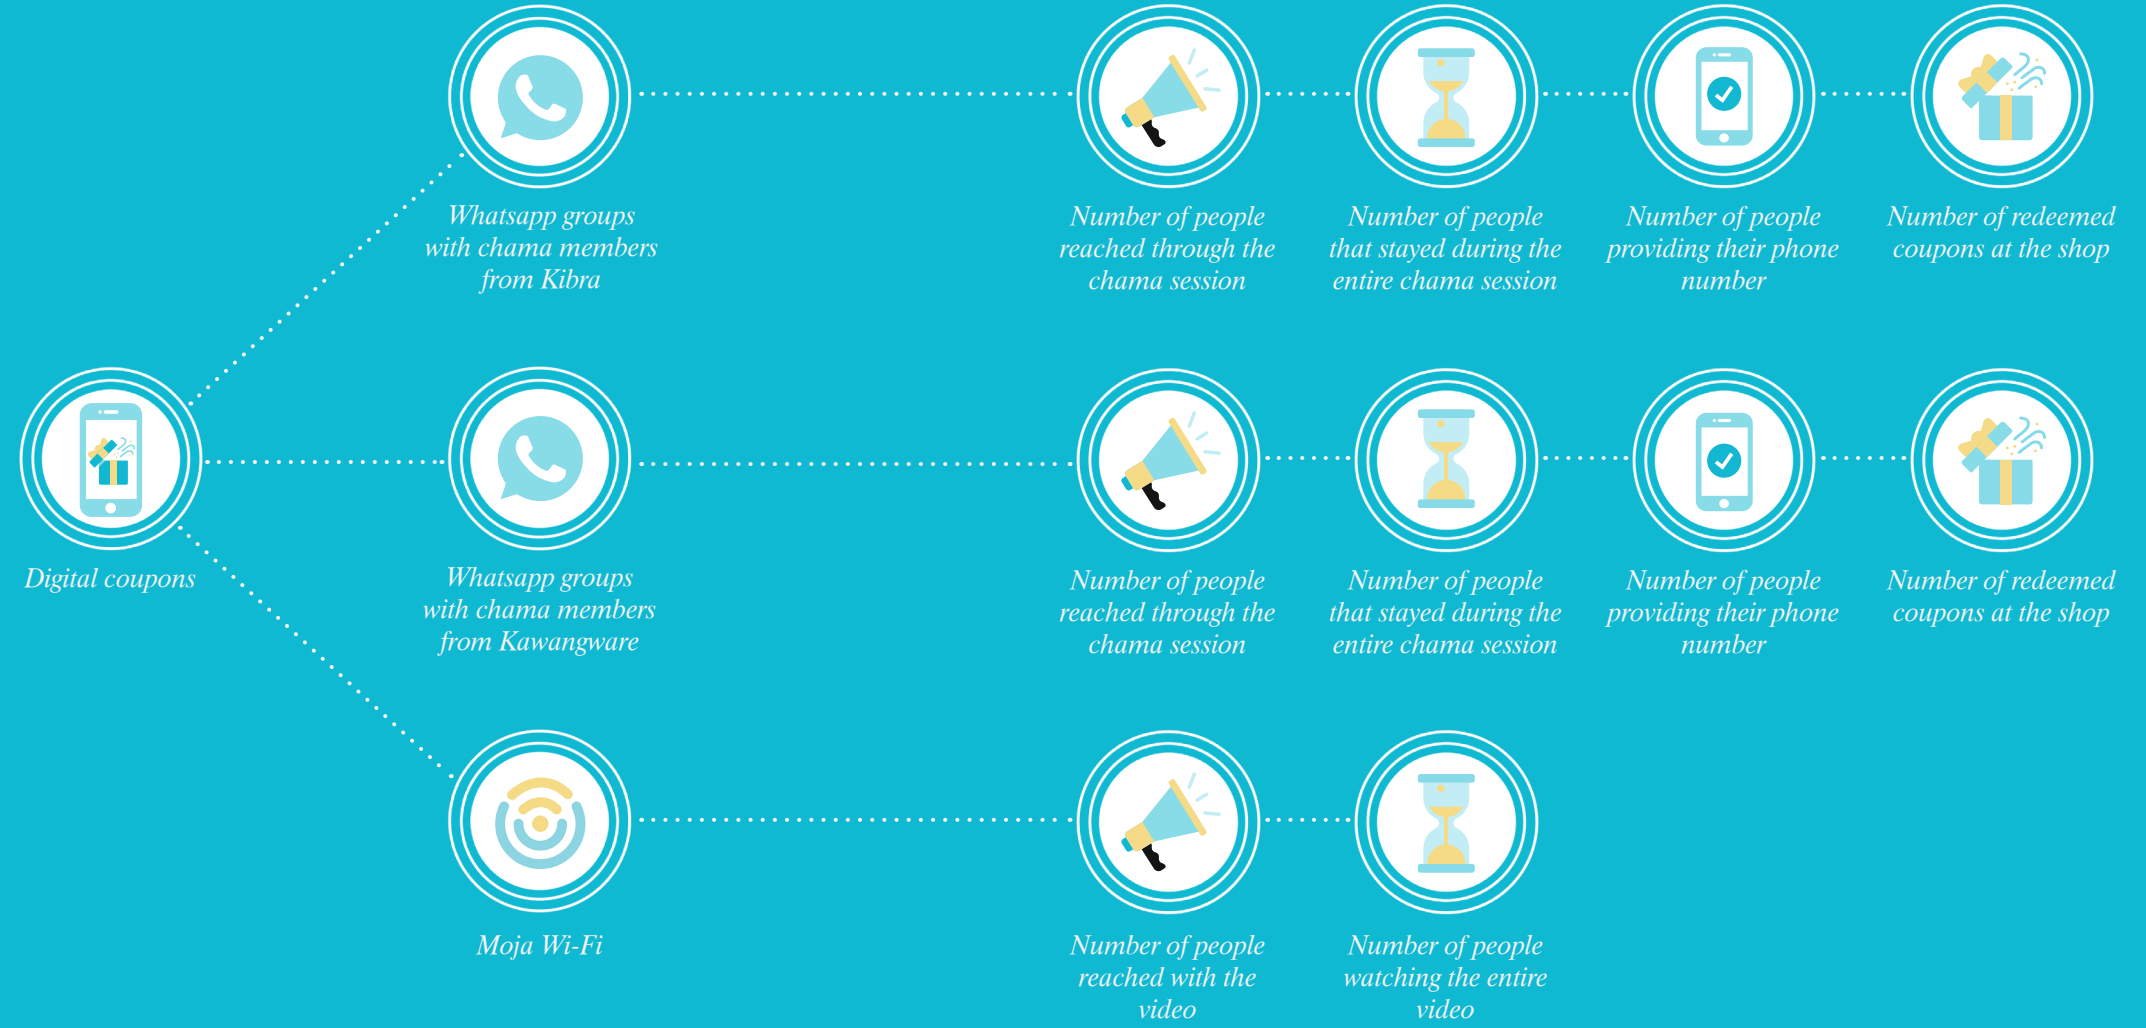 Whatsapp groups
with chama members
from Kibra
Number of people
reached through the
chama session
Number of people
that stayed during the
entire chama session
Number of people
providing their phone
number
Number of redeemed
coupons at the shop
Digital coupons
Whatsapp groups
with chama members
from Kawangware
Number of people
reached through the
chama session
Number of people
that stayed during the
entire chama session
Number of people
providing their phone
number
Number of redeemed
coupons at the shop
Moja Wi-Fi
Number of people
reached with the
video
Number of people
watching the entire
video